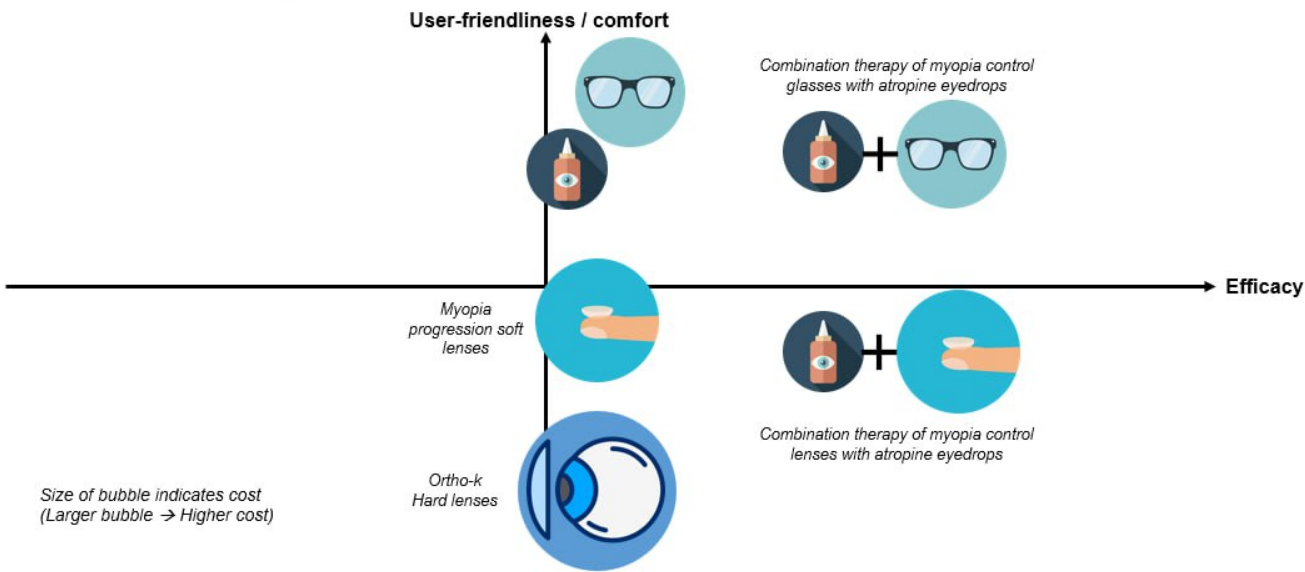 User-friendliness / comfort
Combination therapy of myopia control
glasses with atropine eyedrops
Efficacy
Myopia
progression soft
lenses
Combination therapy of myopia control
lenses with atropine eyedrops
Ortho-k
Hard lenses
Size of bubble indicates cost
(Larger bubble → Higher cost)